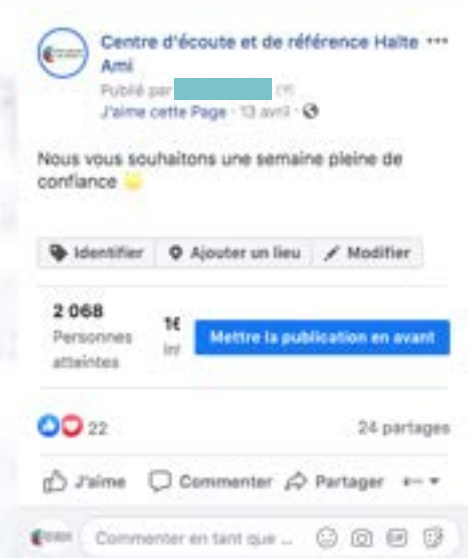 Centre d'écoute et de référence Halte
Ami
Publié par
J'aime cette Page · 13 avril ·
Nous vous souhaitons une semaine pleine de
confiance
Identifier Ajouter un lieu Modifier
2 068
Personnes
atteintes
Mettre la publication en avant
22 24 partages
J'aime Commenter Partager
Commenter en tant que ...